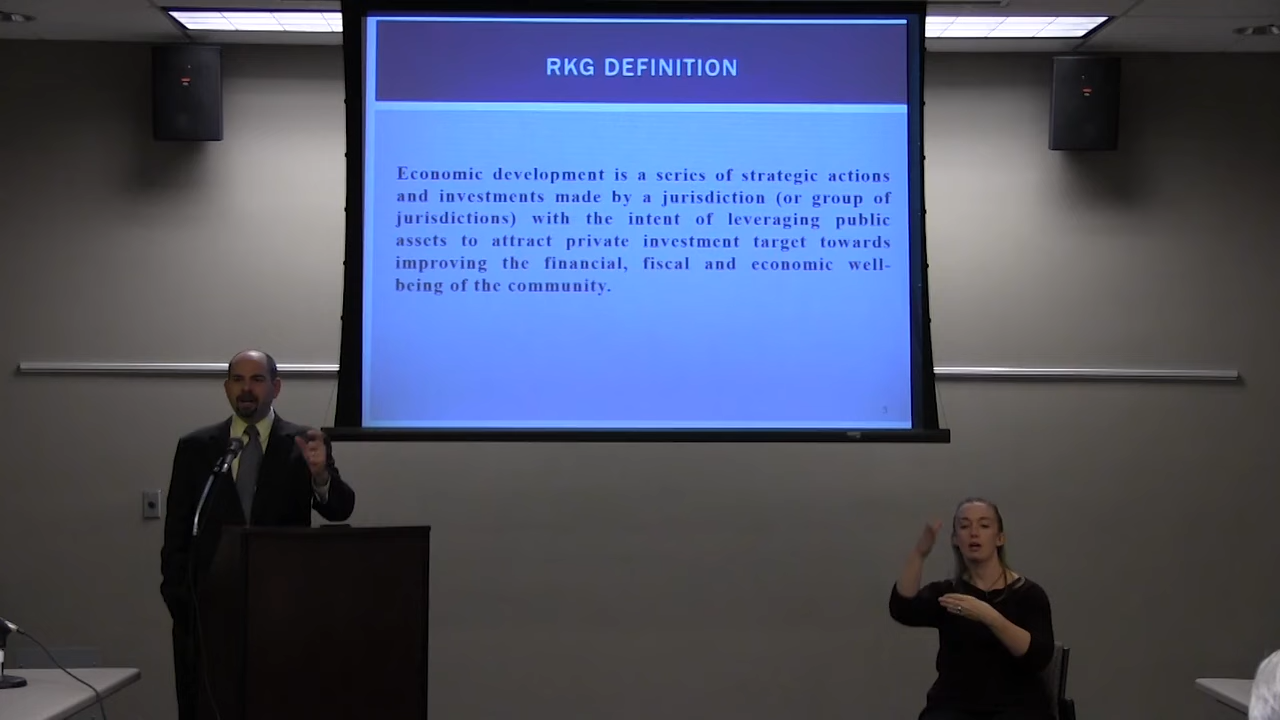 RKG DEFINITION
Economic development is a series of strategic actions
and investments made by a jurisdiction (or group of
jurisdictions) with the intent of leveraging public
assets to attract private investment target towards
improving the financial, fiscal and economic well-
being of the community.
3